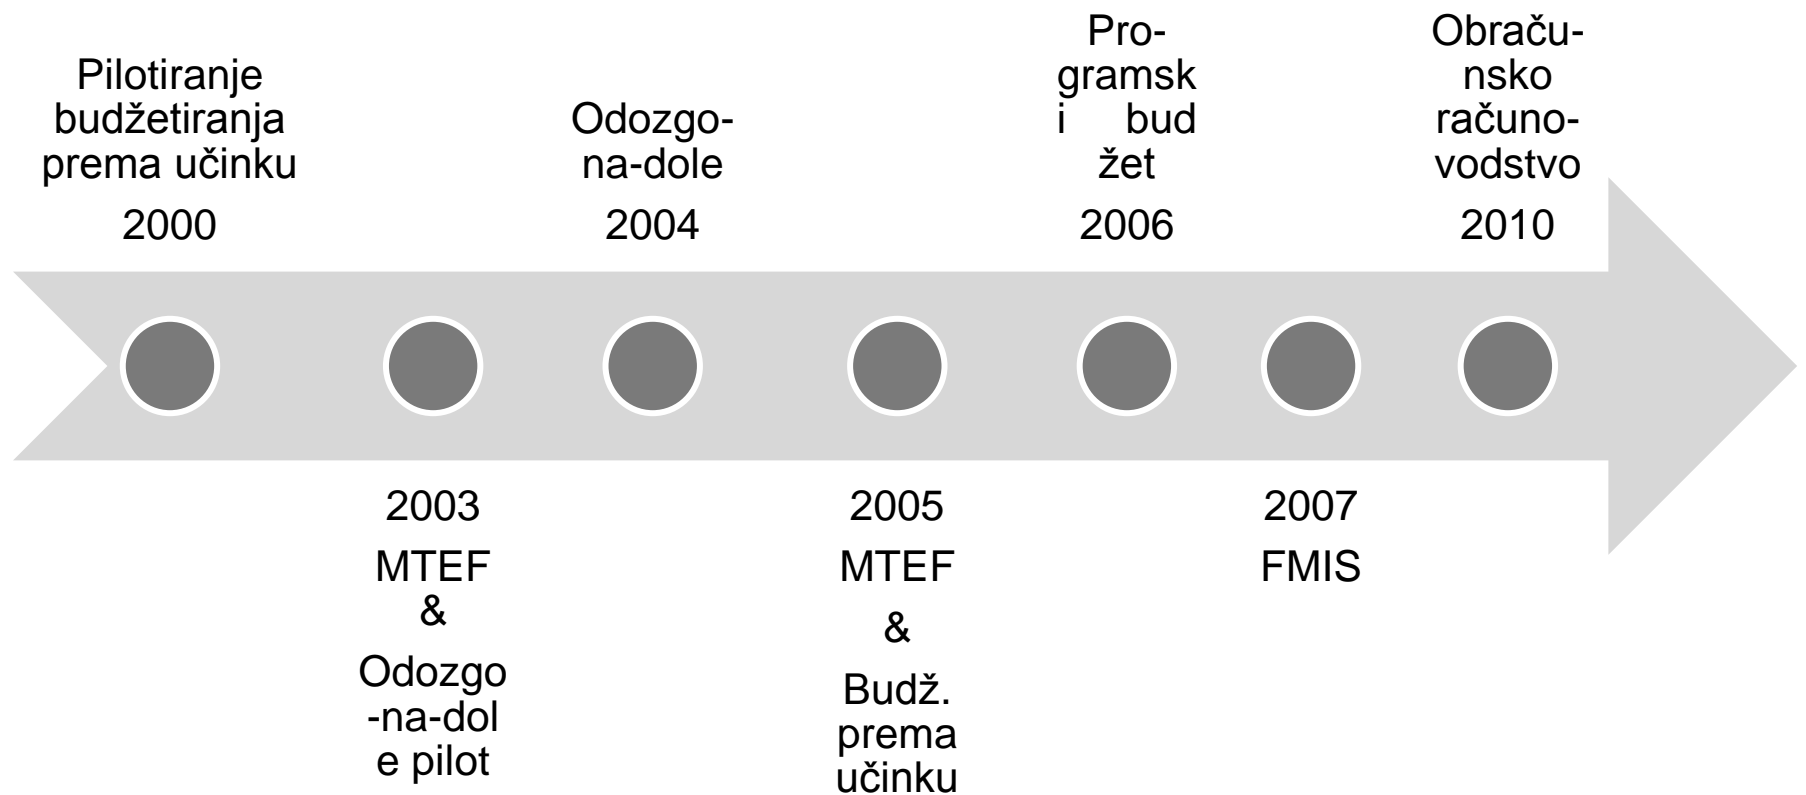 Pilotiranje
budžetiranja
prema učinku
2000
Odozgo-
na-dole
2004
Pro-
gramsk
i bud
žet
2006
Obraču-
nsko
računo-
vodstvo
2010
2003
MTEF
&
Odozgo
-na-dol
e pilot
2005
MTEF
&
Budž.
prema
učinku
2007
FMIS